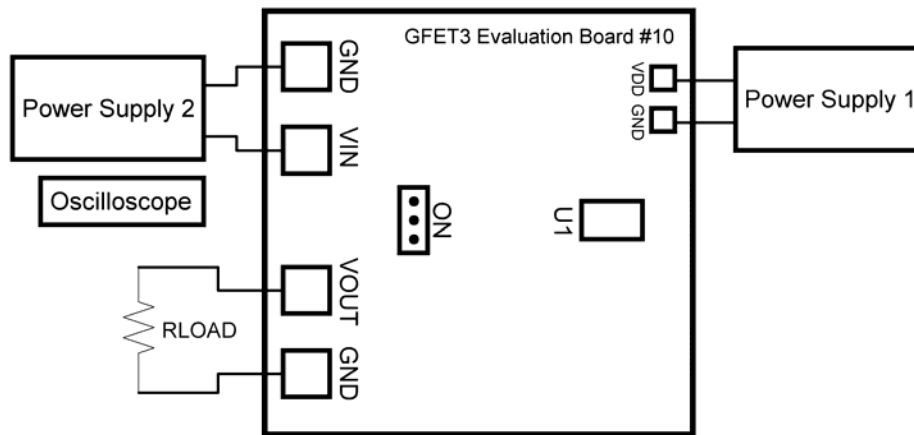 GFET3 Evaluation Board #10
Power Supply 2
GND
VIN
Oscilloscope
VOUT
RLOAD
GND
ON
U1
VDD
GND
Power Supply 1